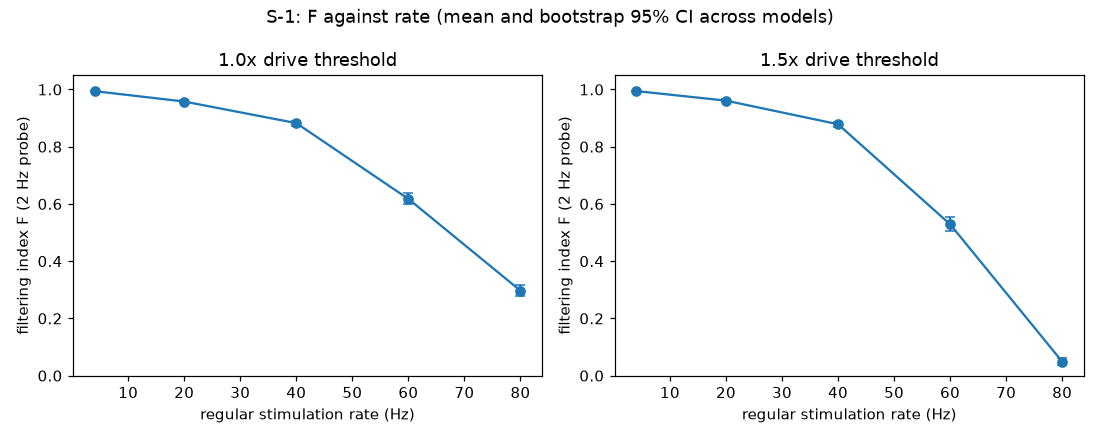 S-1: F against rate (mean and bootstrap 95% CI across models)
1.0x drive threshold
filtering index F (2 Hz probe)
1.0
0.8
0.6
0.4
0.2
0.0
10 20 30 40 50 60 70 80
regular stimulation rate (Hz)
1.5x drive threshold
filtering index F (2 Hz probe)
1.0
0.8
0.6
0.4
0.2
0.0
10 20 30 40 50 60 70 80
regular stimulation rate (Hz)